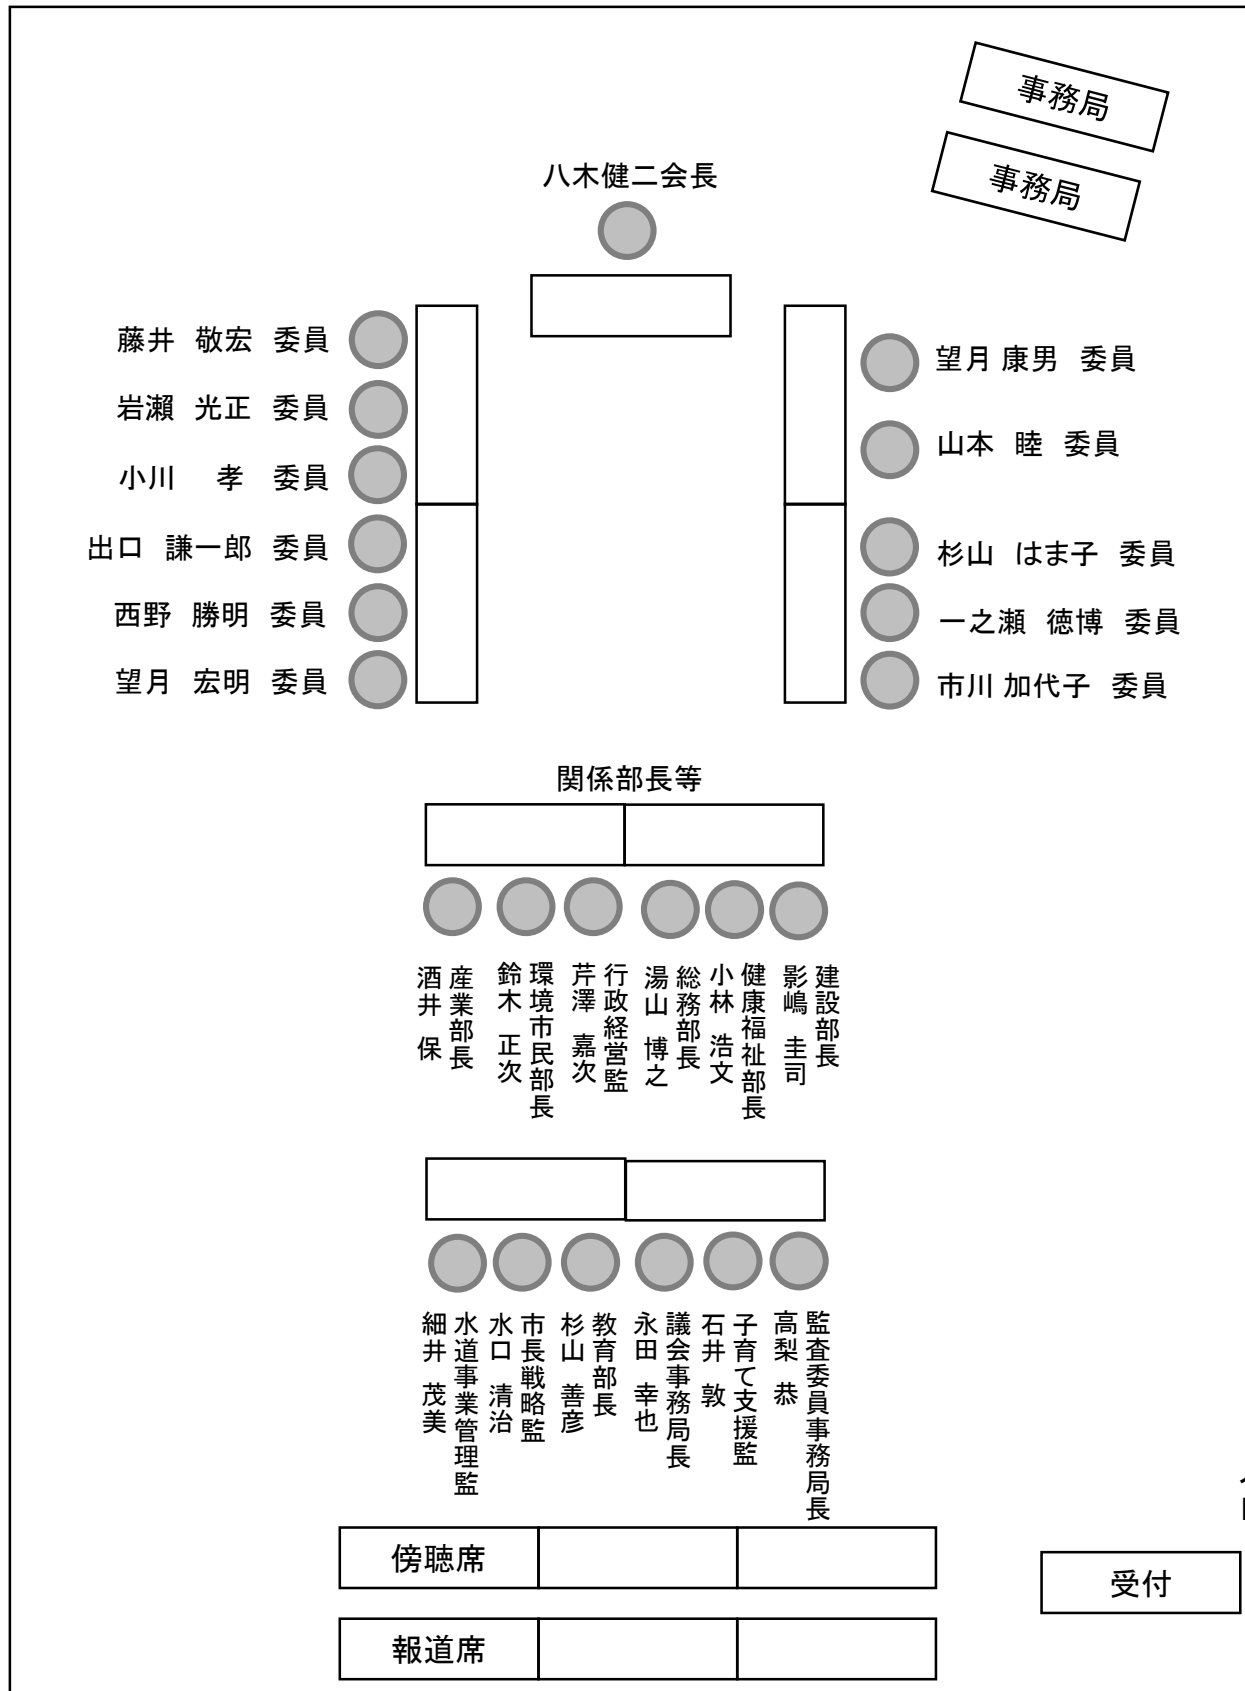 事務局
事務局
八木健二会長
藤井 敬宏 委員
岩瀬 光正 委員
小川 孝 委員
出口 謙一郎 委員
西野 勝明 委員
望月 宏明 委員
望月 康男 委員
山本 睦 委員
杉山 はま子 委員
一之瀬 徳博 委員
市川 加代子 委員
関係部長等
産業部長
酒井 保
環境市民部長
鈴木 正次
行政経営監
芹澤 嘉次
総務部長
湯山 博之
健康福祉部長
小林 浩文
建設部長
影嶋 圭司
水道事業管理監
細井 茂美
市長戦略監
水口 清治
教育部長
杉山 善彦
議会事務局長
永田 幸也
子育て支援監
石井 敦
監査委員事務局長
高梨 恭
傍聴席
報道席
受付